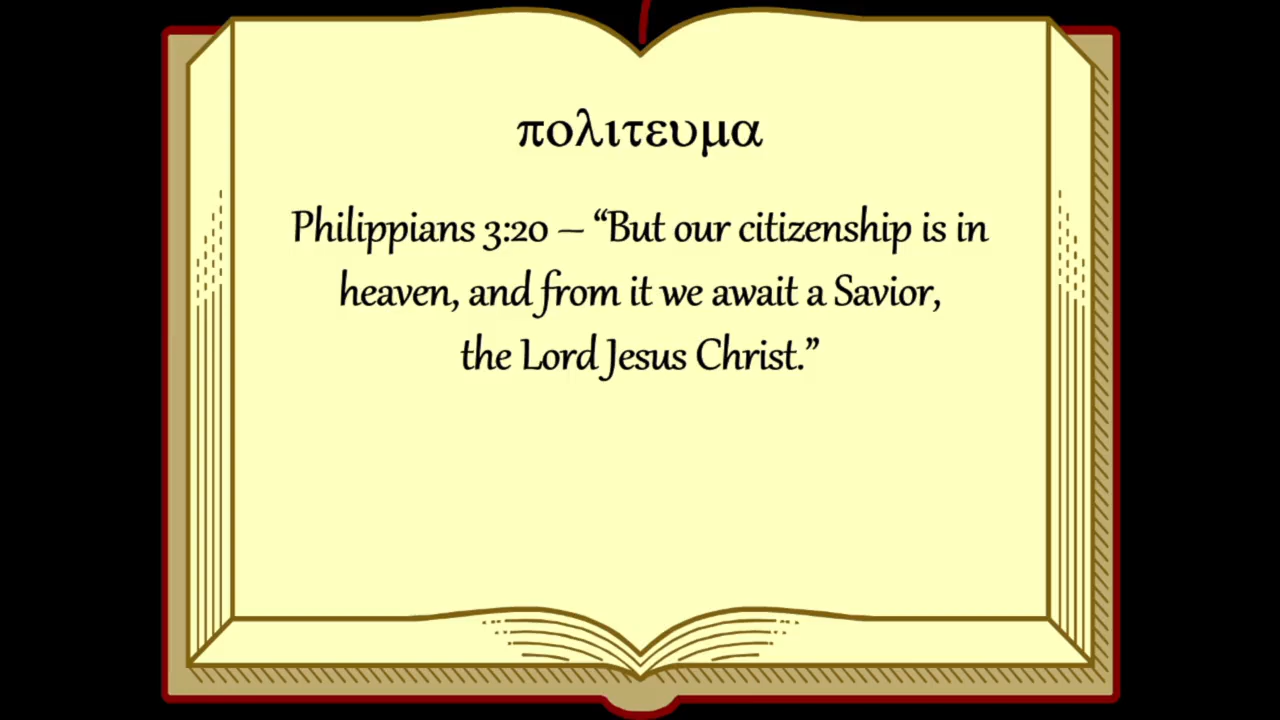 πολιτευμα
Philippians 3:20 – “But our citizenship is in
heaven, and from it we await a Savior,
the Lord Jesus Christ.”